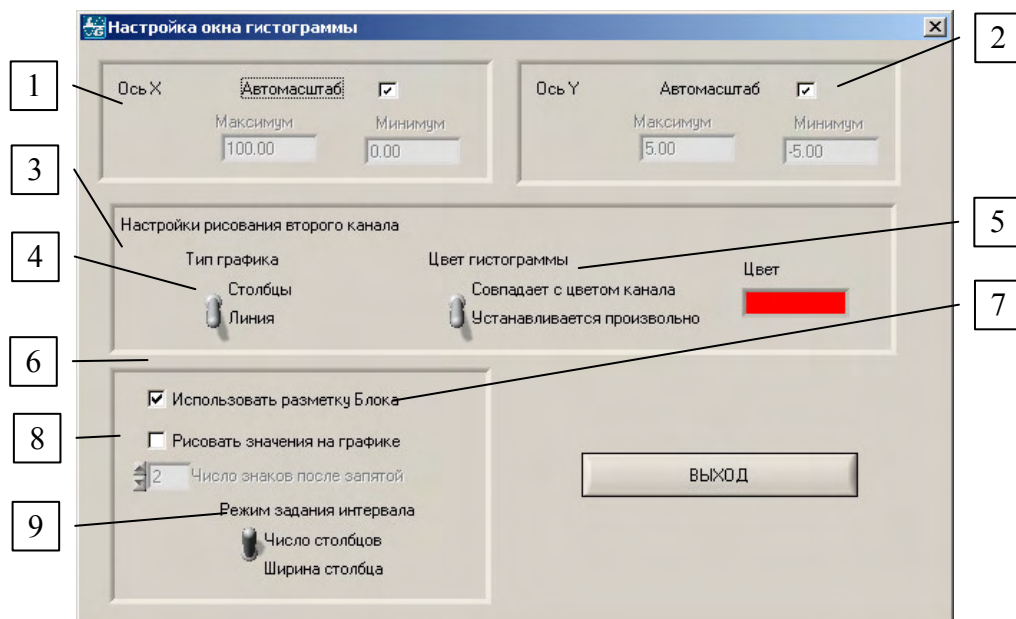 Настройка окна гистограммы
1
2
Ось X Автомасштаб
Максимум Минимум
100.00 0.00
Ось Y Автомасштаб
Максимум Минимум
5.00 -5.00
3
Настройки рисования второго канала
4
5
Тип графика
Столбцы
Линия
Цвет гистограммы
Совпадает с цветом канала
Устанавливается произвольно
Цвет
6
7
Использовать разметку Блока
8
Рисовать значения на графике
2 Число знаков после запятой
9
Режим задания интервала
Число столбцов
Ширина столбца
ВЫХОД